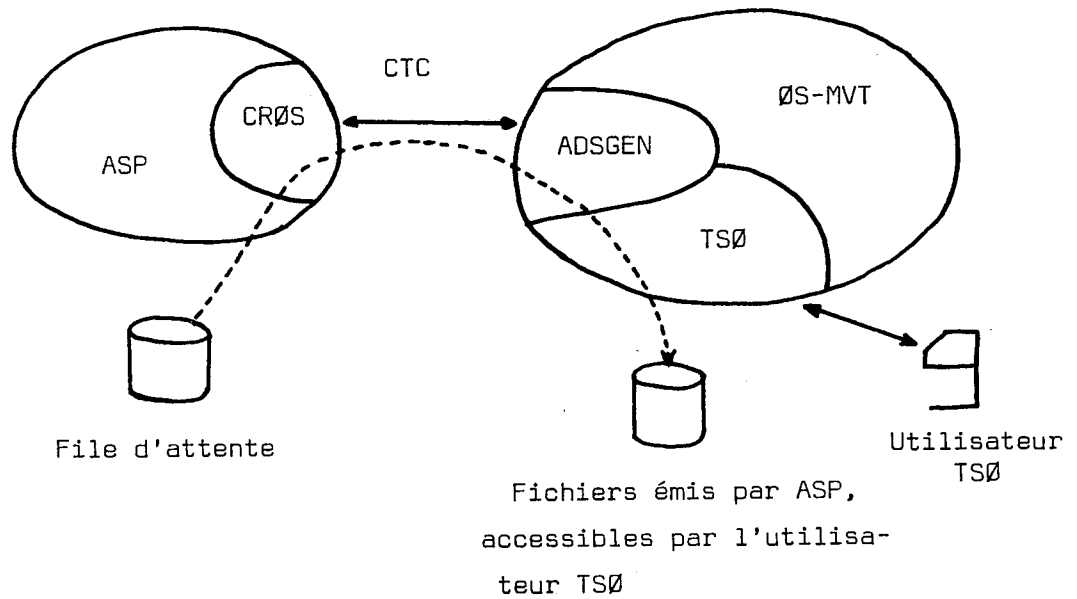 CTC
CRØS
ØS-MVT
ASP
ADSGEN
TSØ
File d'attente
Utilisateur
TSØ
Fichiers émis par ASP,
accessibles par l'utilisa-
teur TSØ